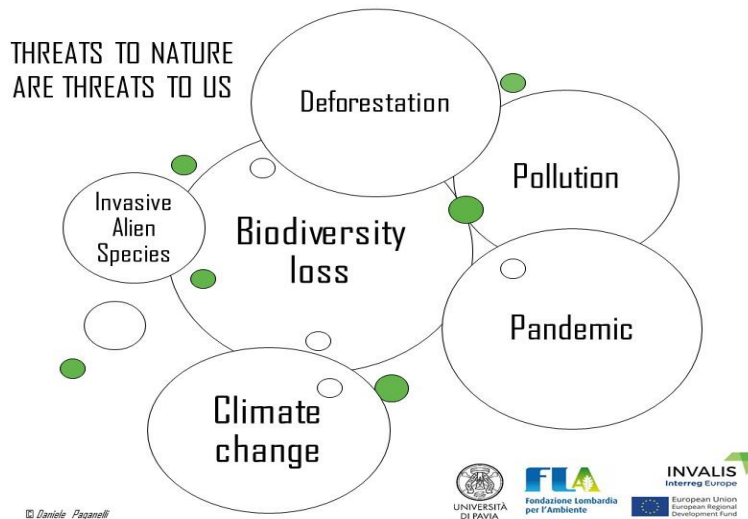 THREATS TO NATURE
ARE THREATS TO US
Deforestation
Pollution
Invasive
Alien
Species
Biodiversity
loss
Pandemic
Climate
change
© Daniele Paganelli
UNIVERSITÀ
DI PAVIA
FLA
Fondazione Lombardia
per l'Ambiente
INVALIS
Interreg Europe
European Union
European Regional
Development Fund